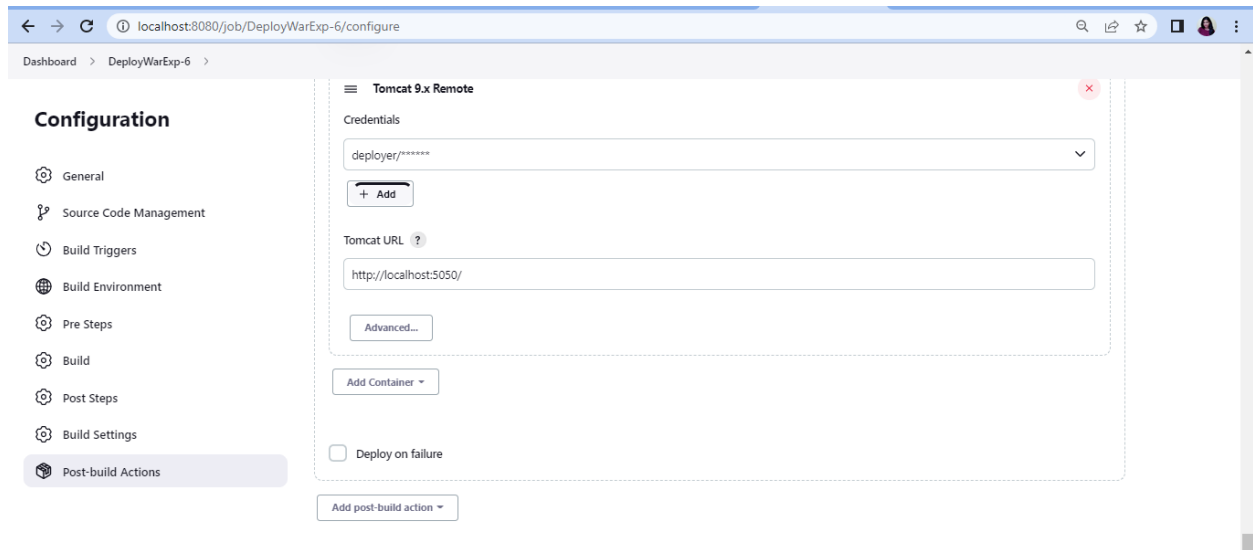 localhost:8080/job/DeployWarExp-6/configure
Dashboard > DeployWarExp-6 >
Configuration
General
Source Code Management
Build Triggers
Build Environment
Pre Steps
Build
Post Steps
Build Settings
Post-build Actions
Tomcat 9.x Remote
Credentials
deployer/******
+ Add
Tomcat URL ?
http://localhost:5050/
Advanced...
Add Container
Deploy on failure
Add post-build action